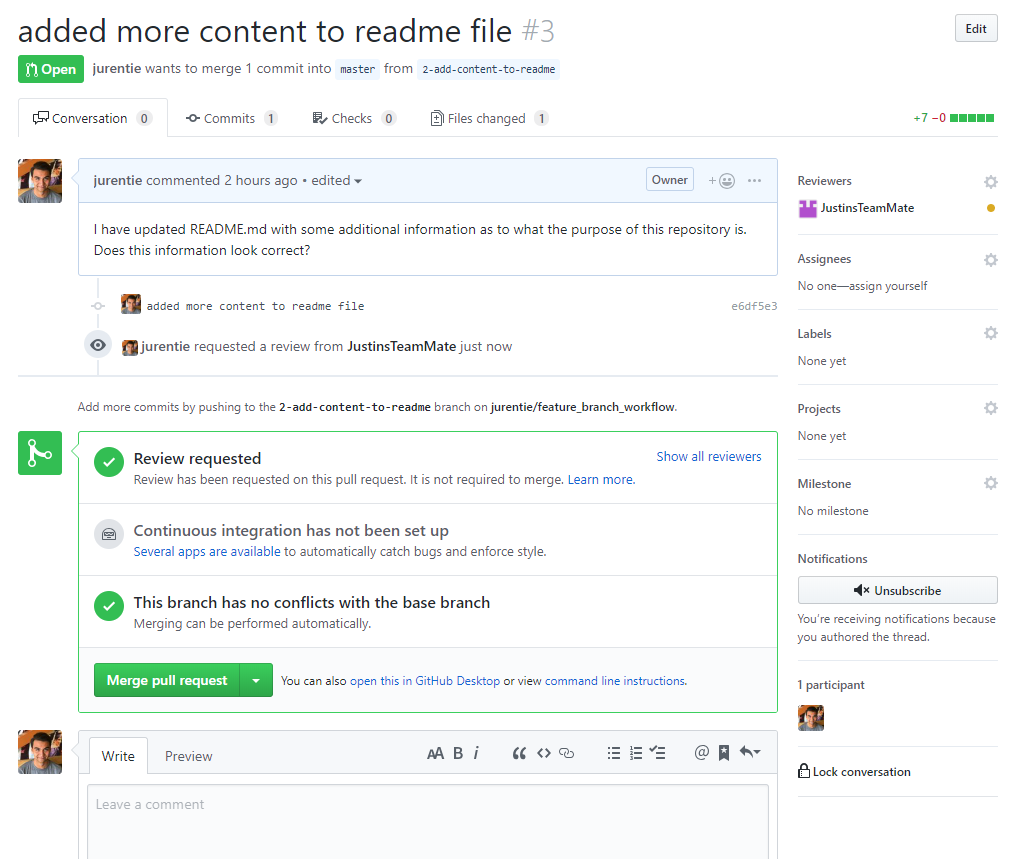 added more content to readme file #3
Edit
Open
jurentie wants to merge 1 commit into master from 2-add-content-to-readme
Conversation 0
Commits 1
Checks 0
Files changed 1
+7 −0
jurentie commented 2 hours ago • edited
Owner
I have updated README.md with some additional information as to what the purpose of this repository is.
Does this information look correct?
added more content to readme file
e6df5e3
jurentie requested a review from JustinsTeamMate just now
Add more commits by pushing to the 2-add-content-to-readme branch on jurentie/feature_branch_workflow.
Review requested
Show all reviewers
Review has been requested on this pull request. It is not required to merge. Learn more.
Continuous integration has not been set up
Several apps are available to automatically catch bugs and enforce style.
This branch has no conflicts with the base branch
Merging can be performed automatically.
Merge pull request
You can also open this in GitHub Desktop or view command line instructions.
Write
Preview
AA B i
Leave a comment
Reviewers
JustinsTeamMate
Assignees
No one—assign yourself
Labels
None yet
Projects
None yet
Milestone
No milestone
Notifications
Unsubscribe
You're receiving notifications because
you authored the thread.
1 participant
Lock conversation